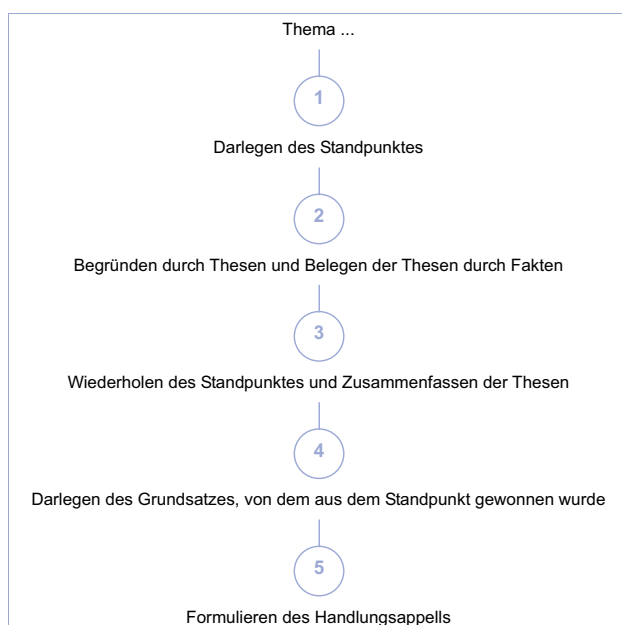 Thema ...
1
Darlegen des Standpunktes
2
Begründen durch Thesen und Belegen der Thesen durch Fakten
3
Wiederholen des Standpunktes und Zusammenfassen der Thesen
4
Darlegen des Grundsatzes, von dem aus dem Standpunkt gewonnen wurde
5
Formulieren des Handlungsappells